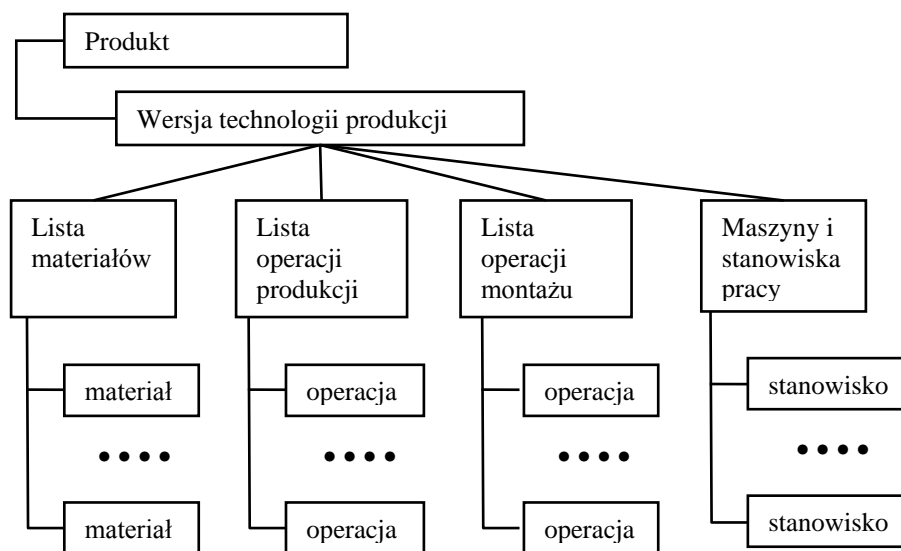 Produkt
Wersja technologii produkcji
Lista
materiałów
Lista
operacji
produkcji
Lista
operacji
montażu
Maszyny i
stanowiska
pracy
materiał
operacja
operacja
stanowisko
materiał
operacja
operacja
stanowisko